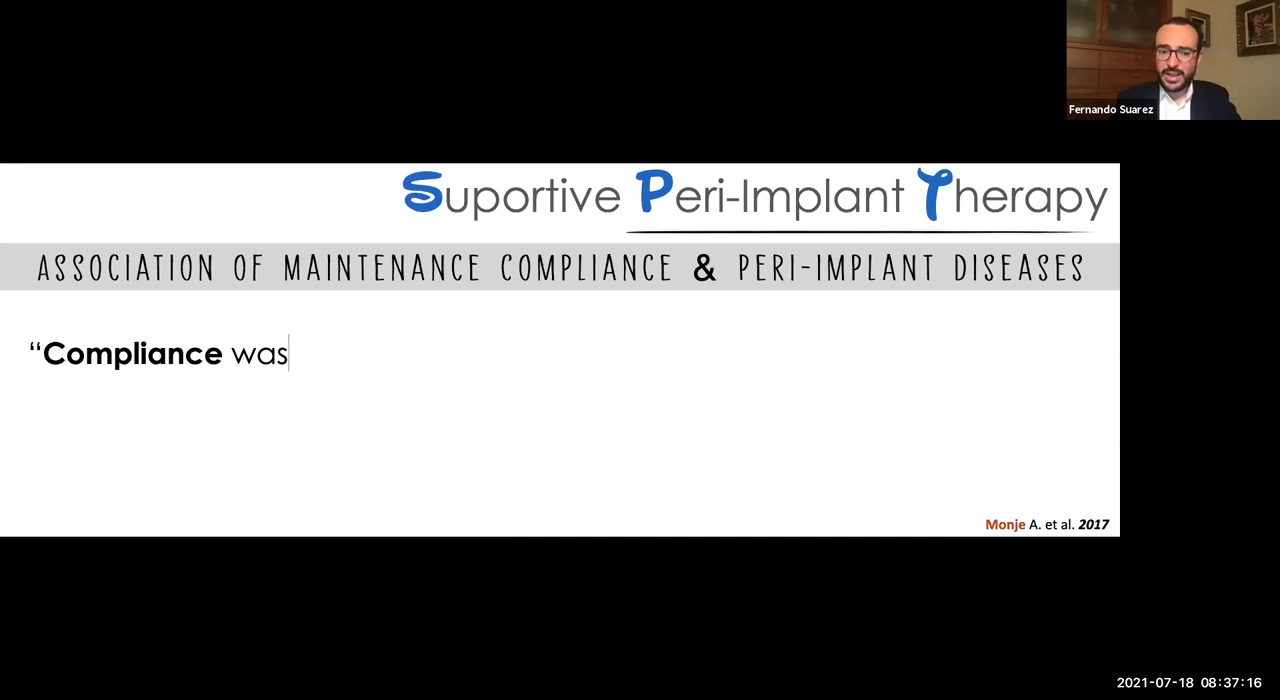 Fernando Suarez
Suportive Peri-Implant Therapy
ASSOCIATION OF MAINTENANCE COMPLIANCE & PERI-IMPLANT DISEASES
“Compliance was
Monje A. et al. 2017
2021-07-18 08:37:16